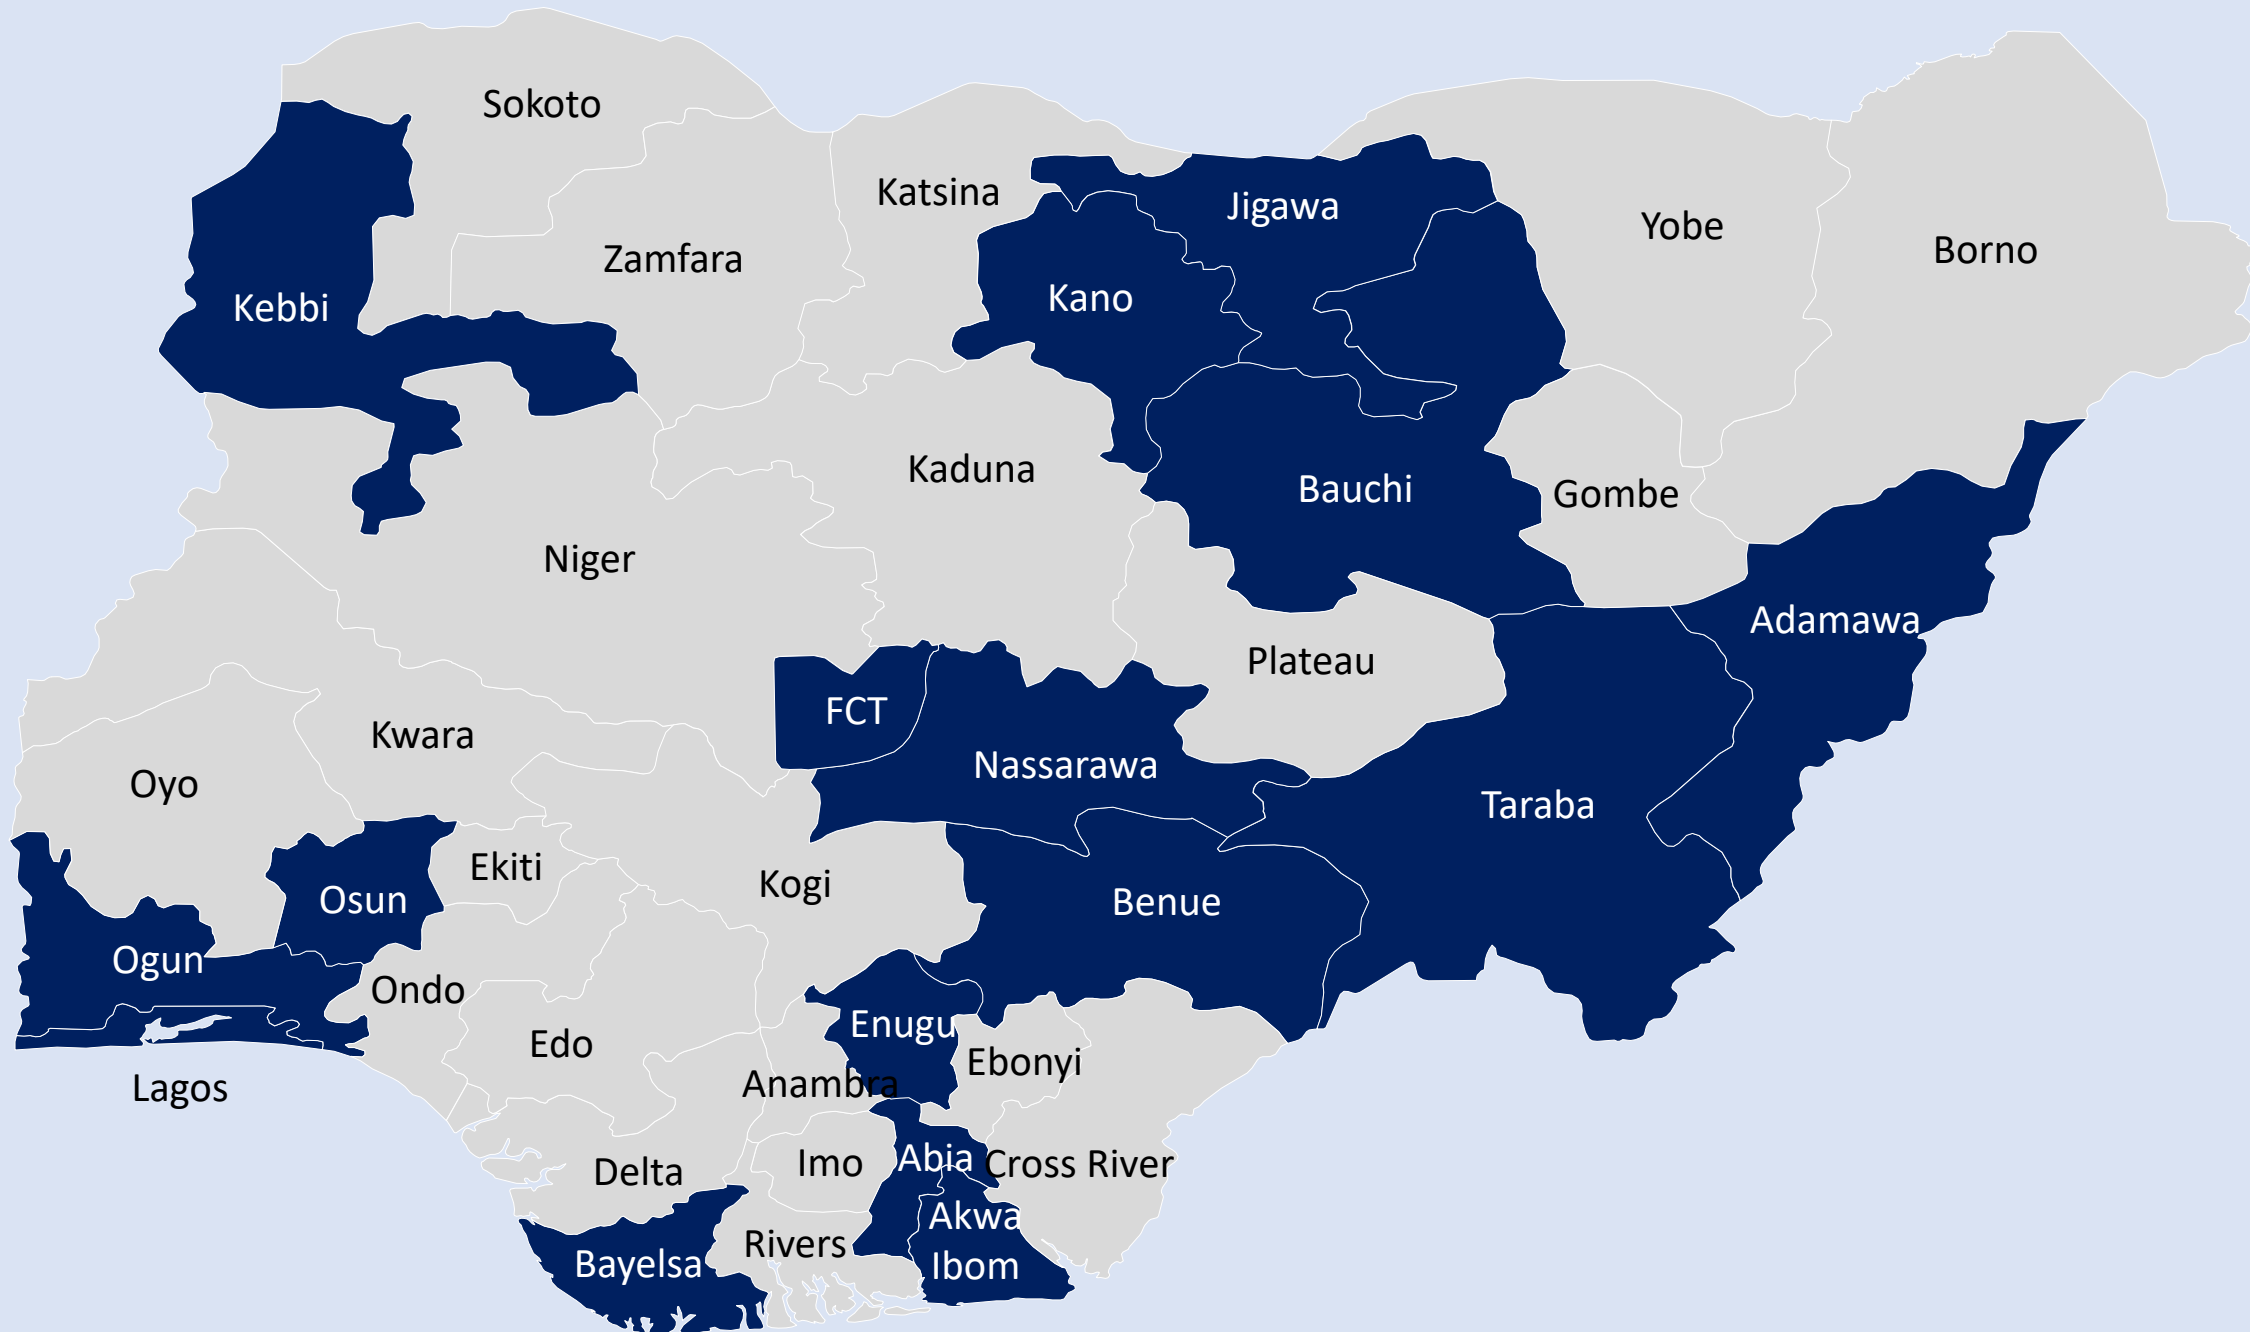 Sokoto
Katsina
Jigawa
Yobe
Borno
Zamfara
Kebbi
Kano
Kaduna
Bauchi
Gombe
Niger
Adamawa
Plateau
FCT
Kwara
Nassarawa
Oyo
Taraba
Ekiti
Kogi
Osun
Benue
Ogun
Ondo
Enugu
Edo
Ebonyi
Anambra
Lagos
Abia
Imo
Cross River
Delta
Akwa
Ibom
Rivers
Bayelsa